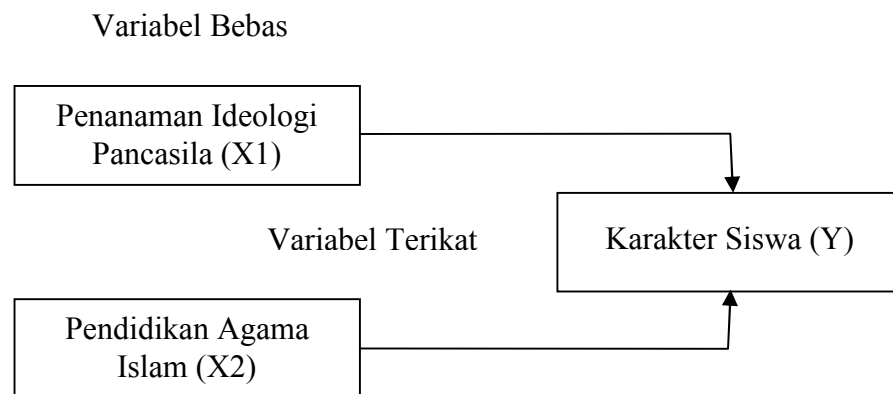 Variabel Bebas
Penanaman Ideologi
Pancasila (X1)
Variabel Terikat
Karakter Siswa (Y)
Pendidikan Agama
Islam (X2)